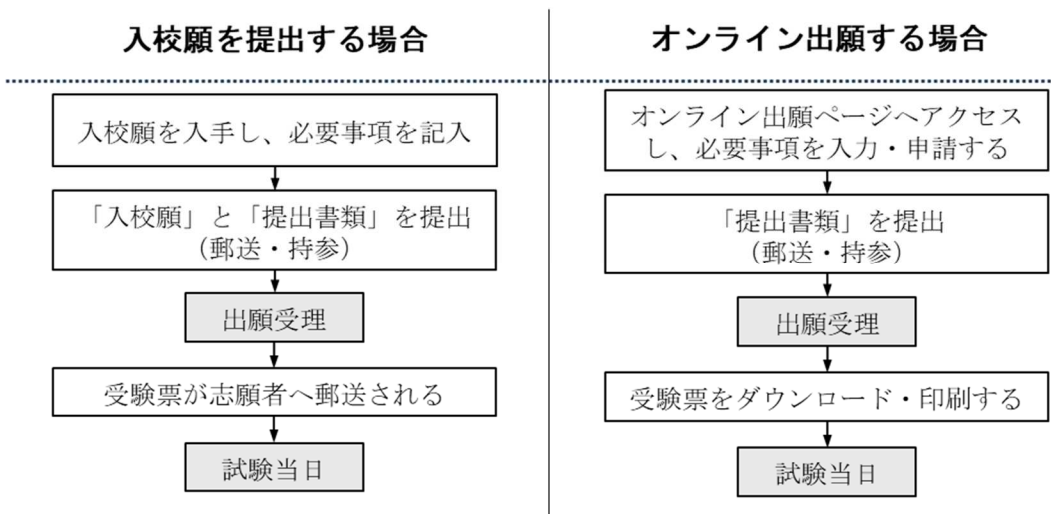 入校願を提出する場合
入校願を入手し、必要事項を記入
「入校願」と「提出書類」を提出
（郵送・持参）
出願受理
受験票が志願者へ郵送される
試験当日
オンライン出願する場合
オンライン出願ページへアクセス
し、必要事項を入力・申請する
「提出書類」を提出
（郵送・持参）
出願受理
受験票をダウンロード・印刷する
試験当日